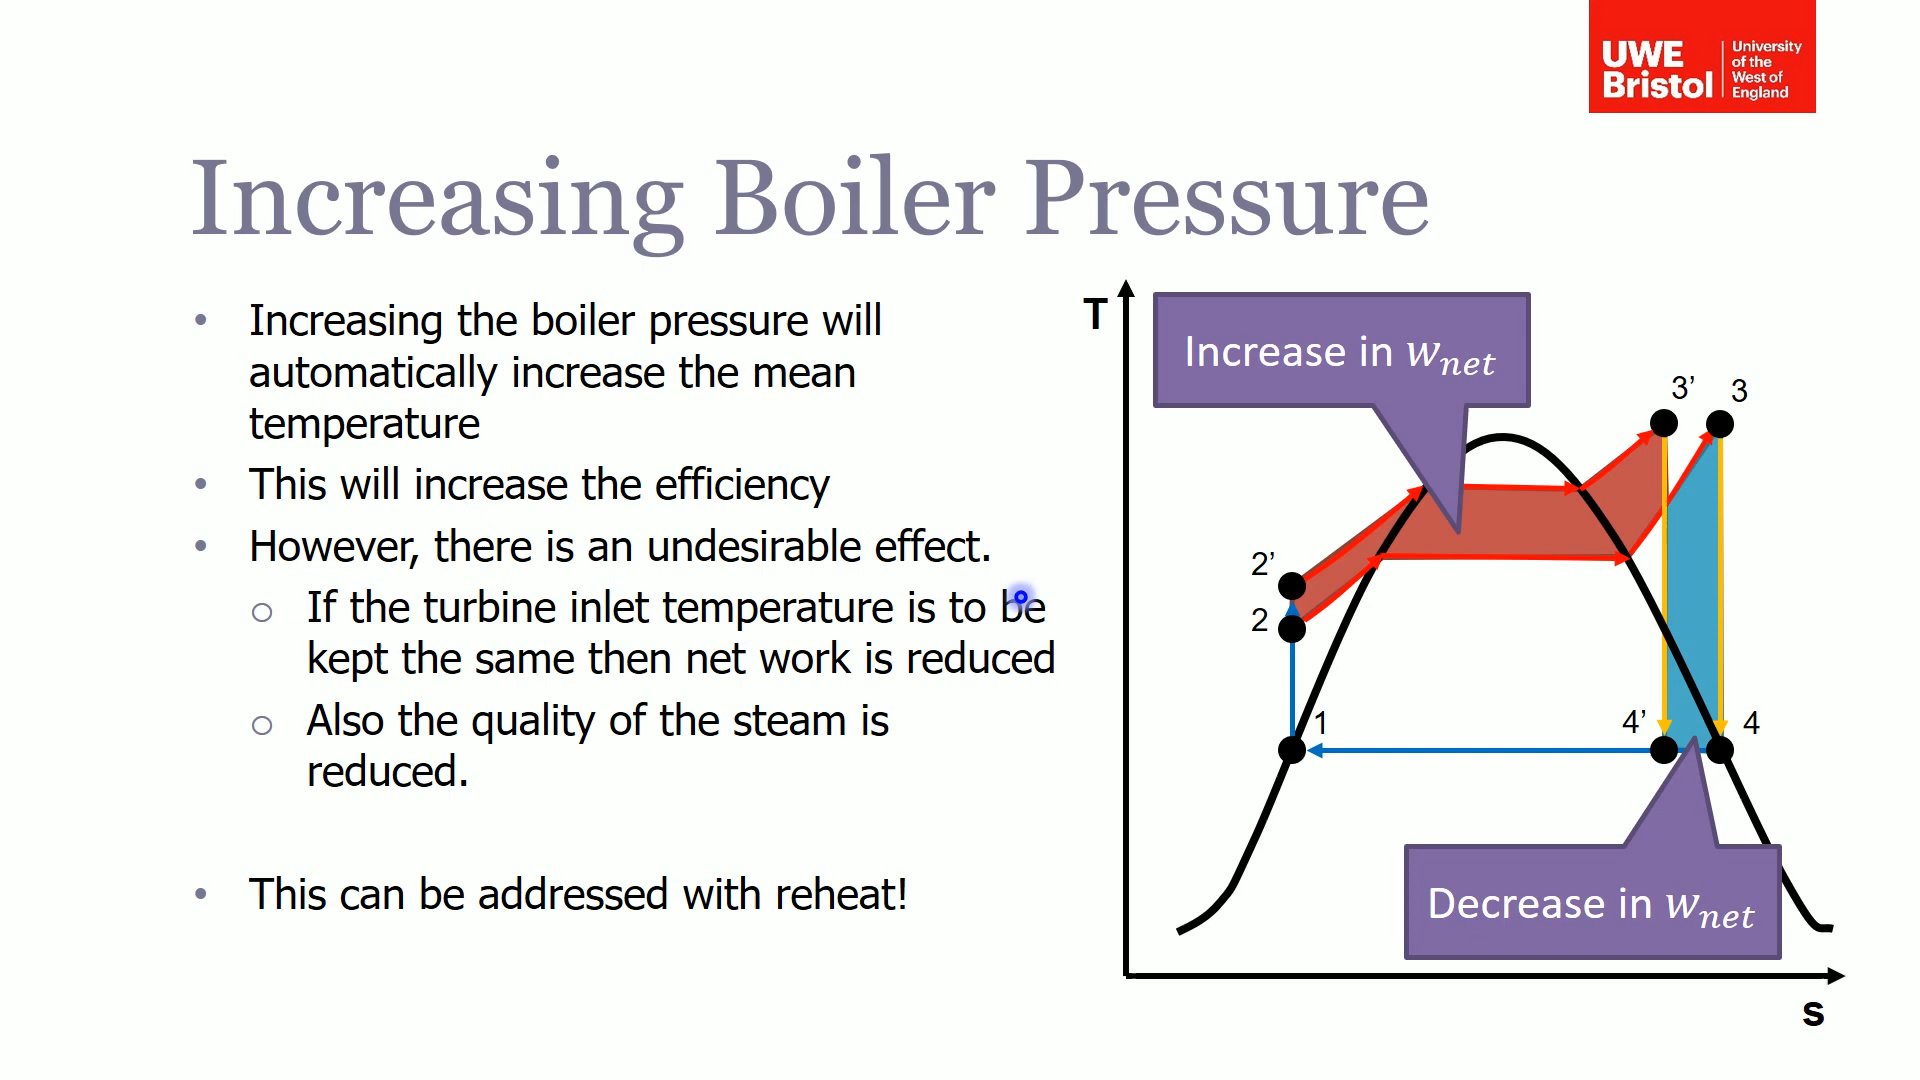 UWE
Bristol
University
of the
West of
England
Increasing Boiler Pressure
• Increasing the boiler pressure will
automatically increase the mean
temperature
• This will increase the efficiency
• However, there is an undesirable effect.
o If the turbine inlet temperature is to be
kept the same then net work is reduced
o Also the quality of the steam is
reduced.
• This can be addressed with reheat!
T
Increase in w_net
3’
3
2’
2
1
4’
4
Decrease in w_net
s